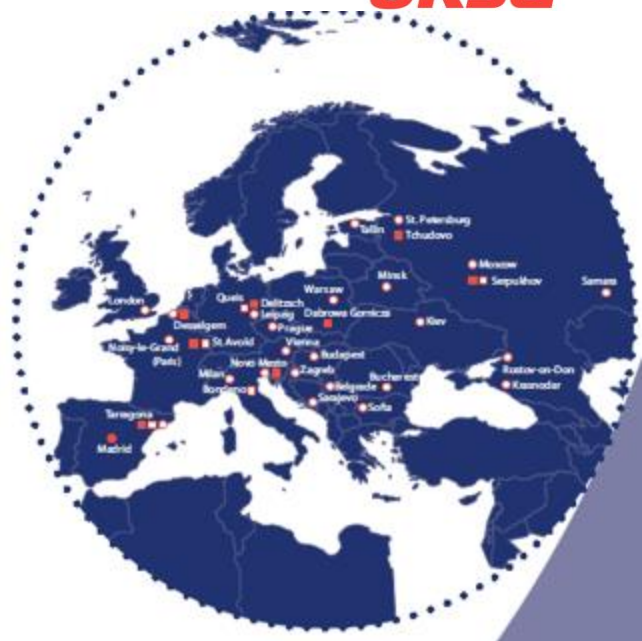 St. Petersburg
Tallin
Tchudovo
Moscow
Minsk
Serpukhov
Samara
Warsaw
Queis
Delitzsch
London
Leipzig
Dabrowa Gornicza
Kiev
Desselgem
Prague
Vienna
Noisy-le-Grand
(Paris)
St. Avold
Budapest
Novo Mesto
Rostov-on-Don
Milan
Zagreb
Bucherest
Krasnodar
Bondeno
Belgrade
Sarajevo
Sofia
Tarragona
Madrid